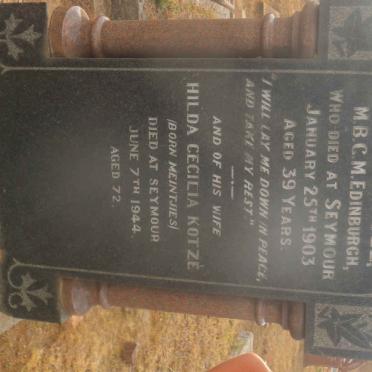 M.B.C.M. EDINBURGH,
WHO DIED AT SEYMOUR
JANUARY 25TH 1903
AGED 39 YEARS.
"I WILL LAY ME DOWN IN PLACE,
AND TAKE MY REST."
AND OF HIS WIFE
HILDA CECILIA KOTZÉ
(BORN MEINTJIES)
DIED AT SEYMOUR
JUNE 7TH 1944.
AGED 72.